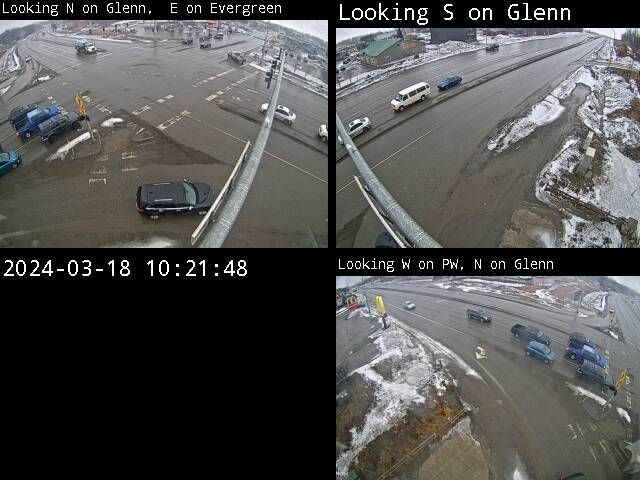 Looking N on Glenn,  E on Evergreen
Looking S on Glenn
2024-03-18 10:21:48
Looking W on PW, N on Glenn